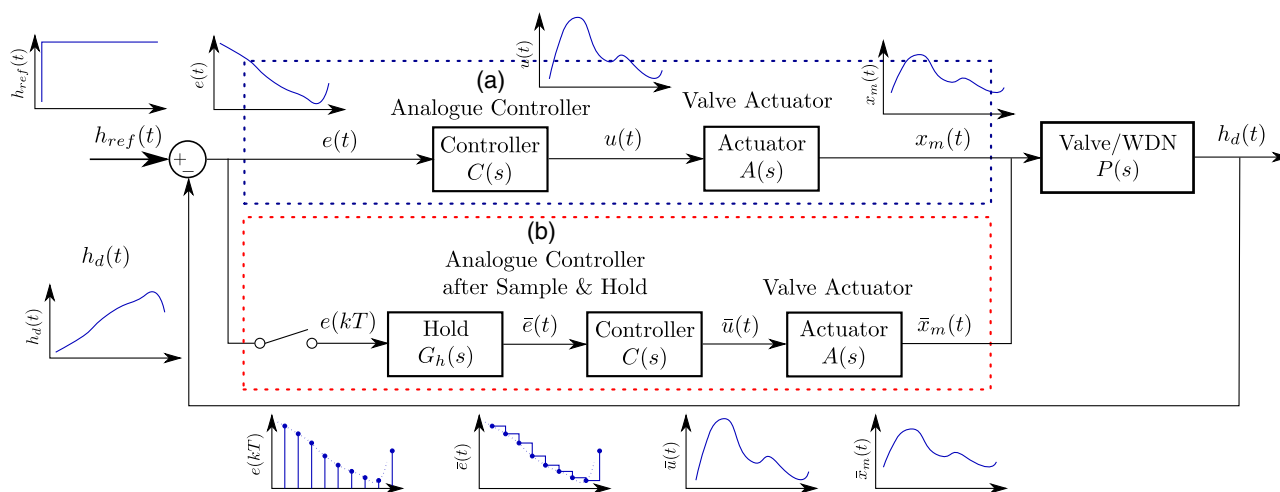 h_ref(t)
e(t)
u(t)
x_m(t)
(a)
Analogue Controller
Valve Actuator
h_ref(t)
+
−
e(t)
Controller
C(s)
u(t)
Actuator
A(s)
x_m(t)
Valve/WDN
P(s)
h_d(t)
(b)
Analogue Controller
after Sample & Hold
Valve Actuator
h_d(t)
h_d(t)
e(kT)
Hold
G_h(s)
ē(t)
Controller
C(s)
ū(t)
Actuator
A(s)
x̄_m(t)
e(kT)
ē(t)
ū(t)
x̄_m(t)